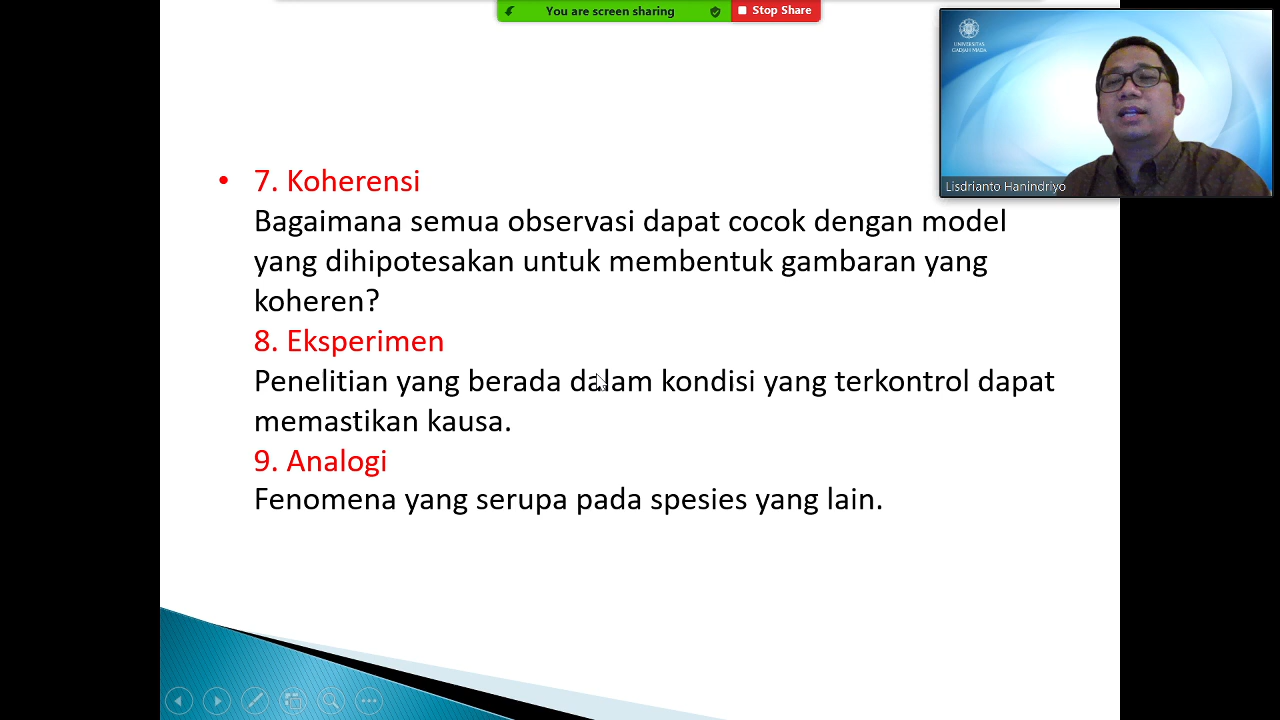 You are screen sharing
Stop Share
UNIVERSITAS
GADJAH MADA
Lisdrianto Hanindriyo
• 7. Koherensi
Bagaimana semua observasi dapat cocok dengan model
yang dihipotesakan untuk membentuk gambaran yang
koheren?
8. Eksperimen
Penelitian yang berada dalam kondisi yang terkontrol dapat
memastikan kausa.
9. Analogi
Fenomena yang serupa pada spesies yang lain.